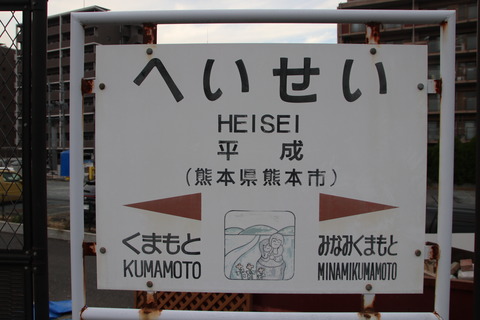 へいせい
HEISEI
平成
(熊本県熊本市)
くまもと
KUMAMOTO
みなみくまもと
MINAMIKUMAMOTO